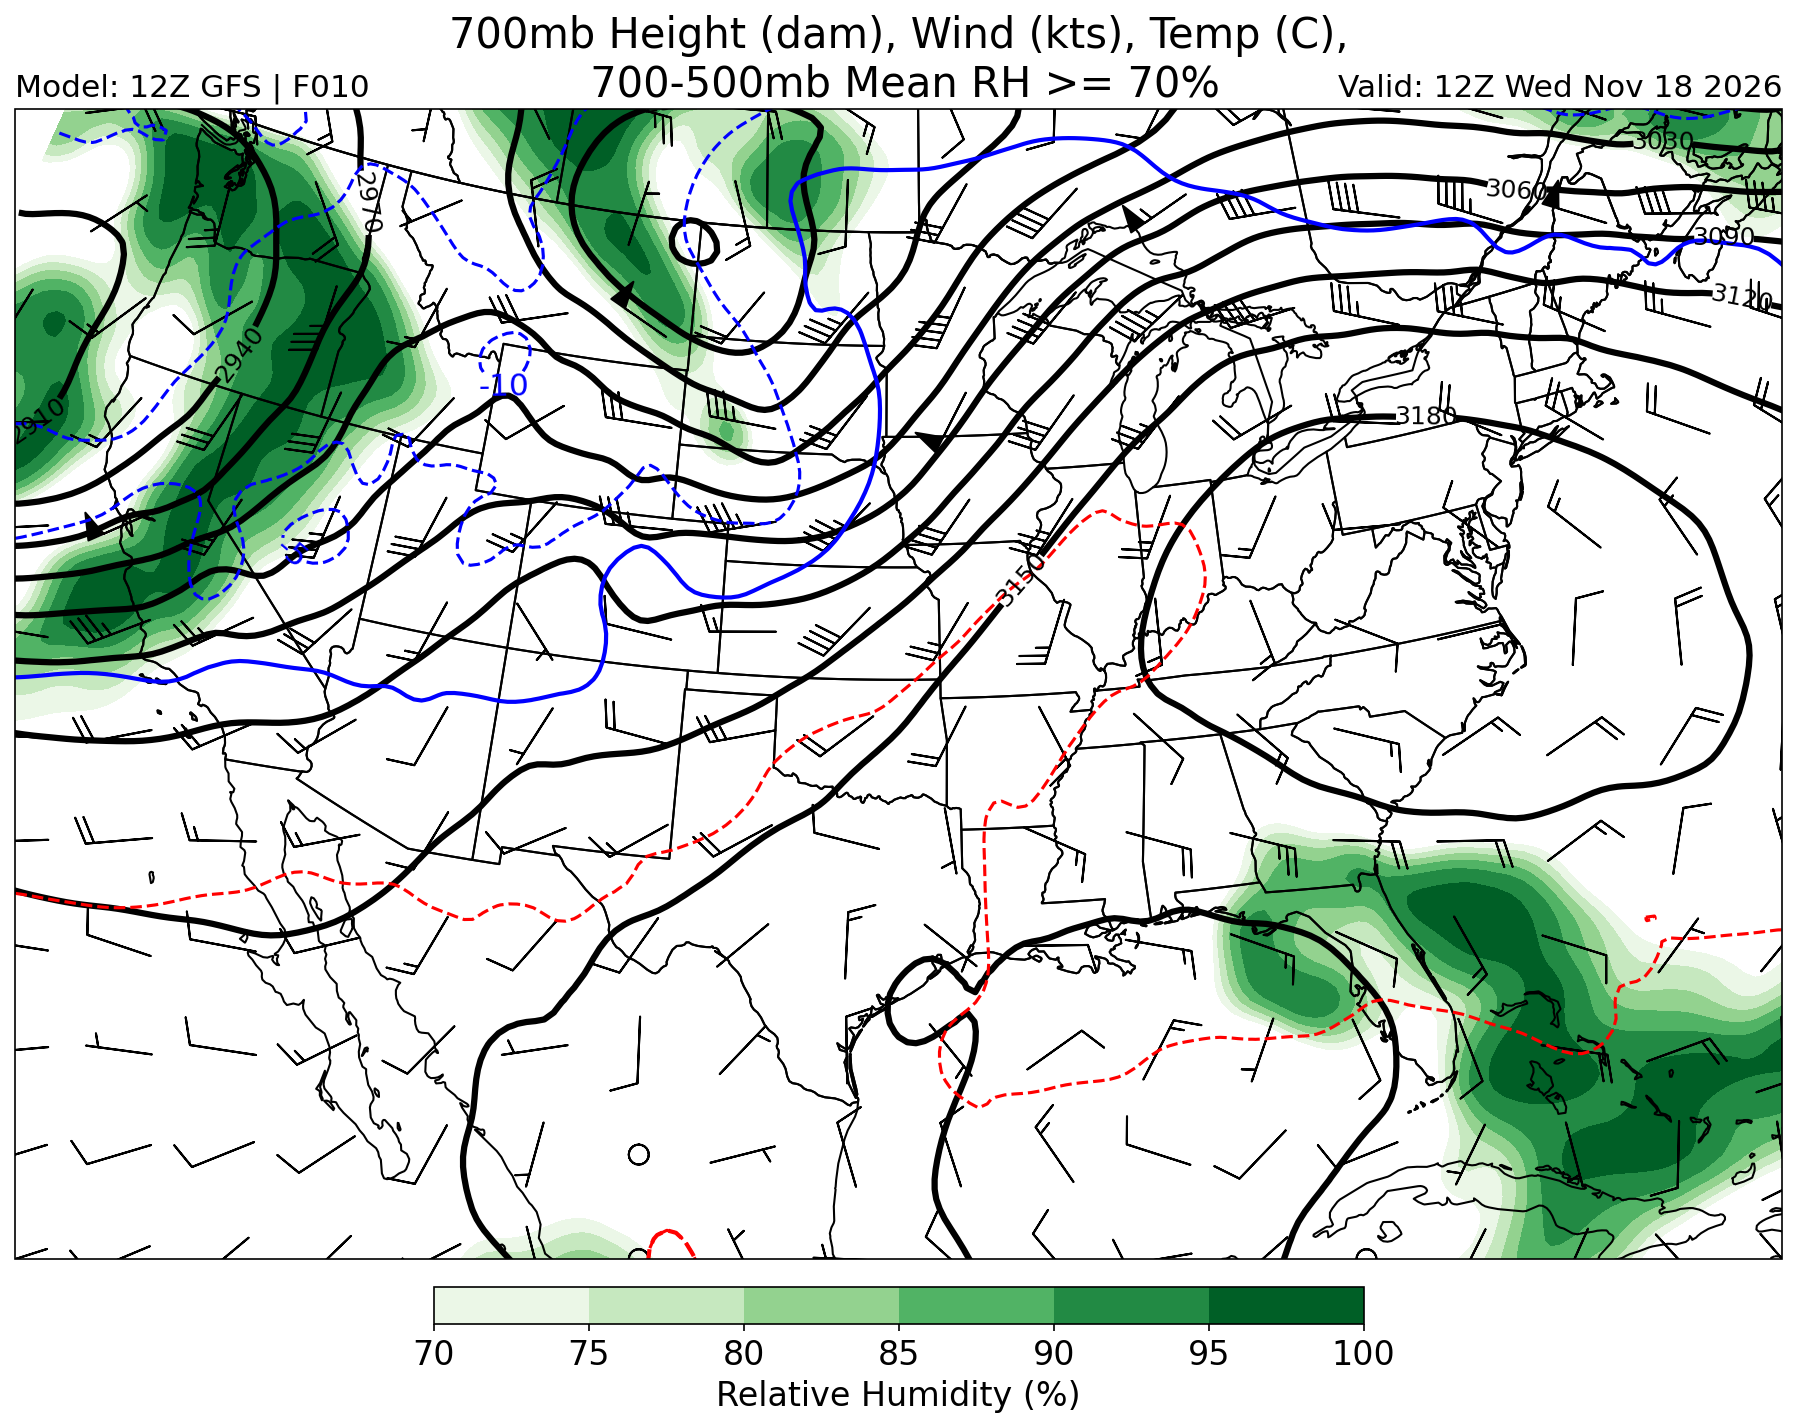 700mb Height (dam), Wind (kts), Temp (C),
Model: 12Z GFS | F010
700-500mb Mean RH >= 70%
Valid: 12Z Wed Nov 18 2026
3030
2970
3060
3090
3120
2940
-10
2910
3180
3150
70 75 80 85 90 95 100
Relative Humidity (%)